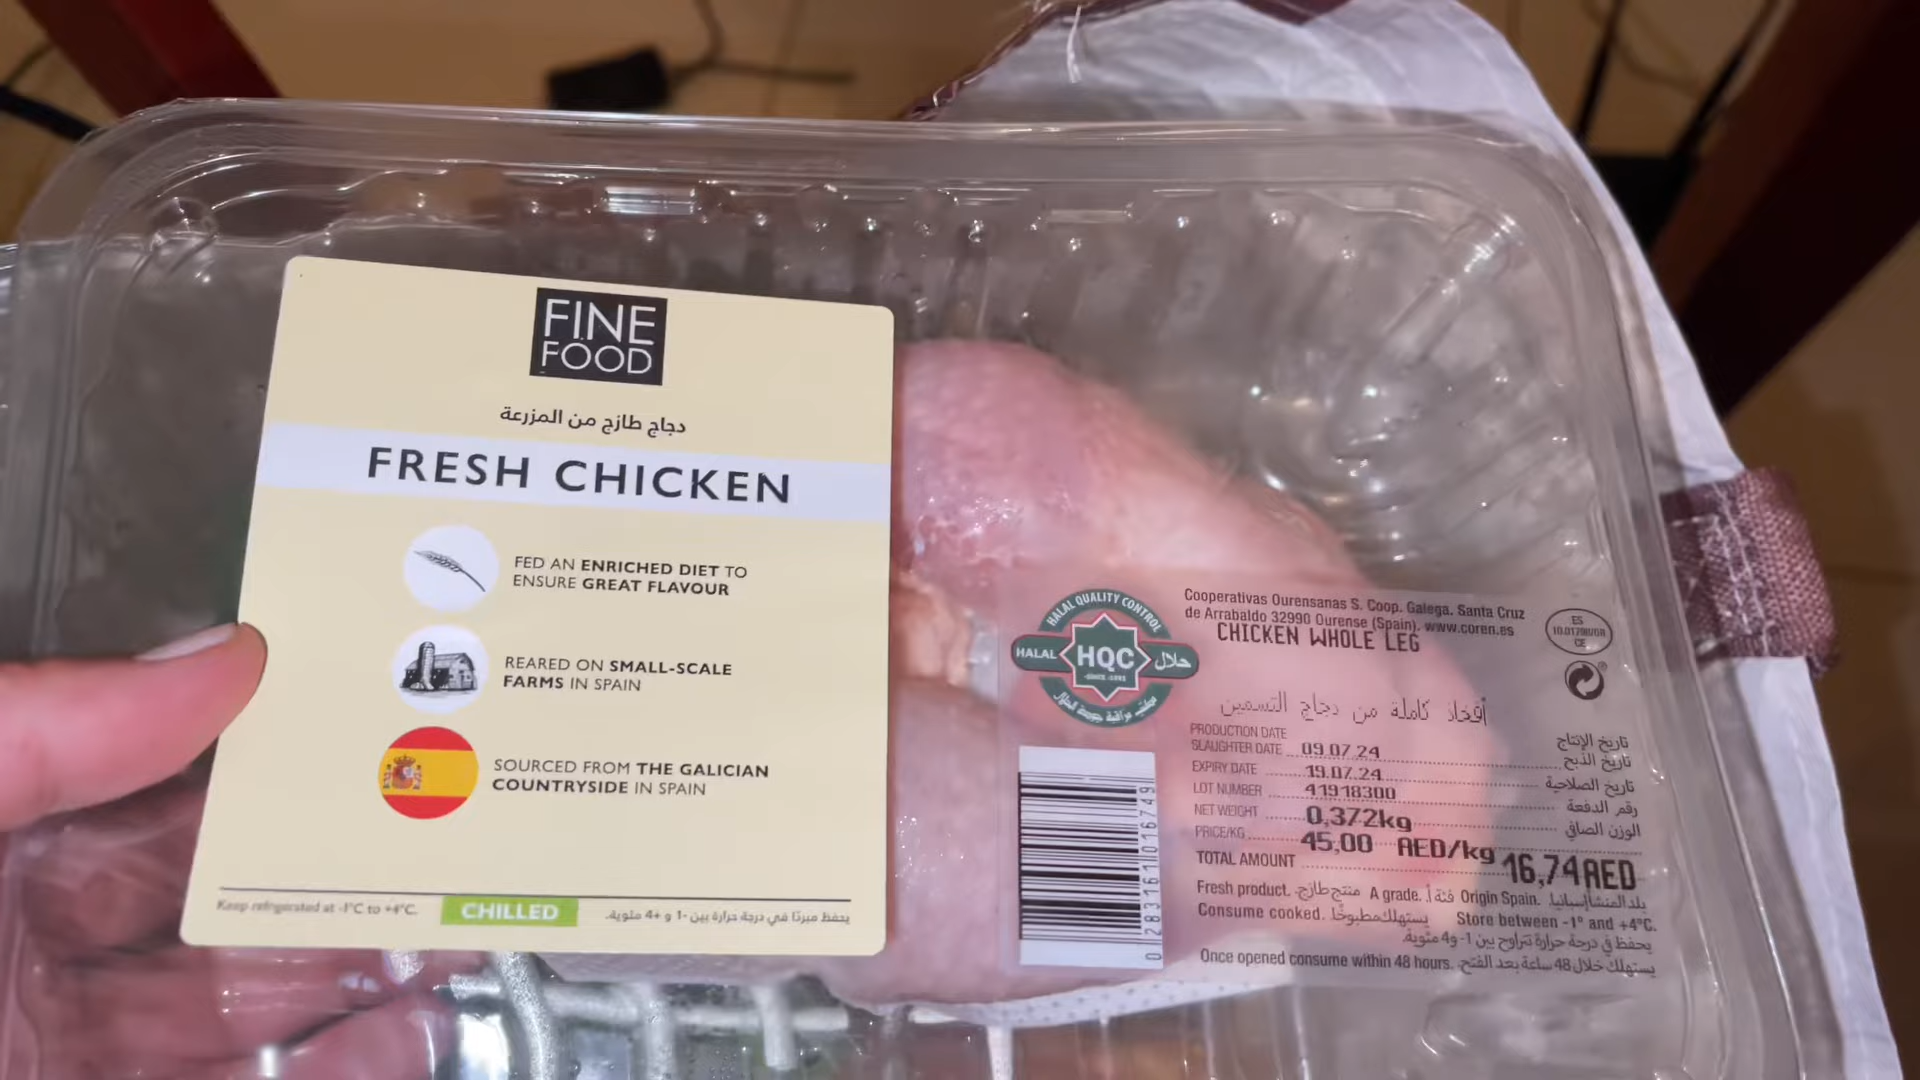 FINE
FOOD
دجاج طازج من المزرعة
FRESH CHICKEN
FED AN ENRICHED DIET TO
ENSURE GREAT FLAVOUR
REARED ON SMALL-SCALE
FARMS IN SPAIN
SOURCED FROM THE GALICIAN
COUNTRYSIDE IN SPAIN
Keep refrigerated at -1°C to +4°C.
CHILLED
يحفظ مبردًا في درجة حرارة بين -1 و +4 مئوية.
HALAL QUALITY CONTROL
HALAL
HQC
حلال
Cooperativas Ourensanas S. Coop. Galega. Santa Cruz
de Arrabaldo 32990 Ourense (Spain). www.coren.es
CHICKEN WHOLE LEG
ES
CE
أفخاذ كاملة من دجاج التسمين
PRODUCTION DATE تاريخ الإنتاج
SLAUGHTER DATE 09.07.24 تاريخ الذبح
EXPIRY DATE 19.07.24 تاريخ الصلاحية
LOT NUMBER 41918300 رقم الدفعة
NET WEIGHT 0,372kg الوزن الصافي
PRICE/KG 45,00 AED/kg
TOTAL AMOUNT 16,74AED
Fresh product. منتج طازج A grade. فئة أ Origin Spain. بلد المنشأ إسبانيا.
Consume cooked. يستهلك مطبوخًا Store between -1° and +4°C.
يحفظ في درجة حرارة تتراوح بين 1- و4 مئوية.
Once opened consume within 48 hours. يستهلك خلال 48 ساعة بعد الفتح.
0283161101674 9